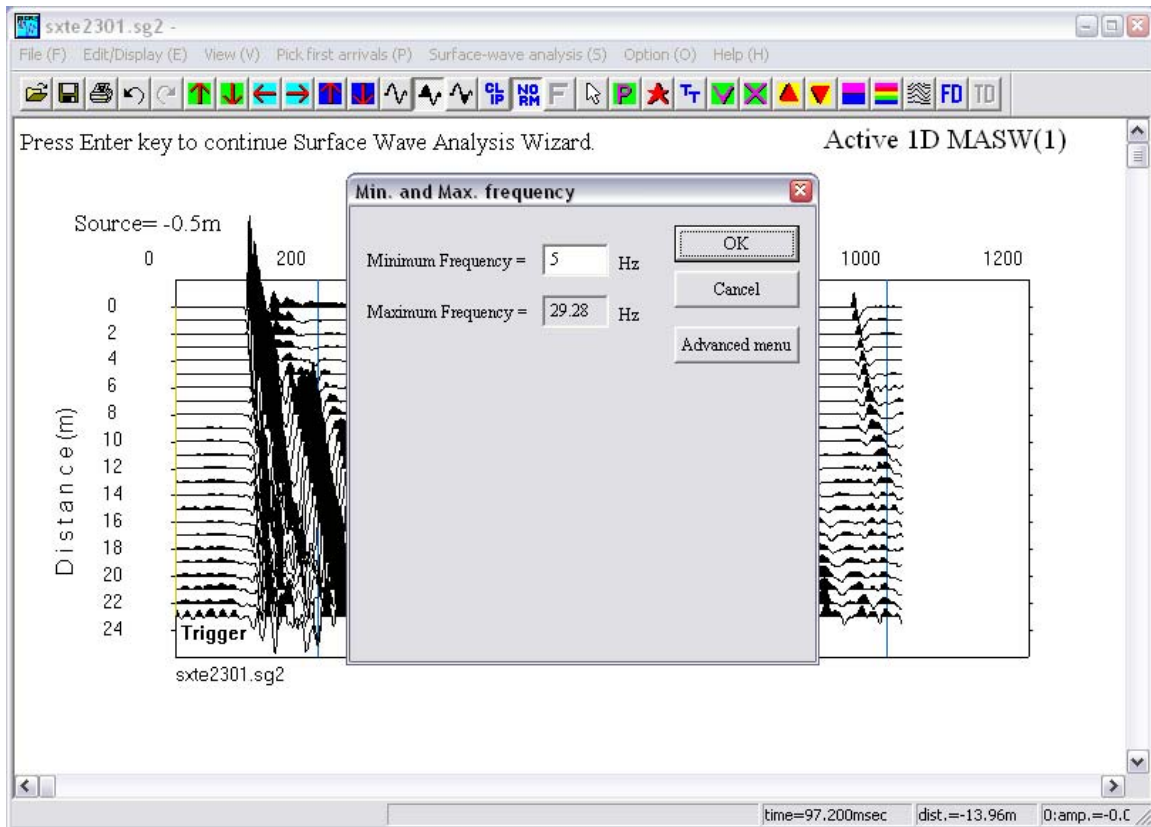 sxte2301.sg2 -
File (F) Edit/Display (E) View (V) Pick first arrivals (P) Surface-wave analysis (S) Option (O) Help (H)
CL IP NO RM F P TT FD TD
Press Enter key to continue Surface Wave Analysis Wizard.
Active 1D MASW(1)
Min. and Max. frequency
Source= -0.5m
0 200 1000 1200
Minimum Frequency = 5 Hz
OK
Maximum Frequency = 29.28 Hz
Cancel
Advanced menu
Distance(m)
0
2
4
6
8
10
12
14
16
18
20
22
24
Trigger
sxte2301.sg2
time=97.200msec dist.=-13.96m 0:amp.=-0.0